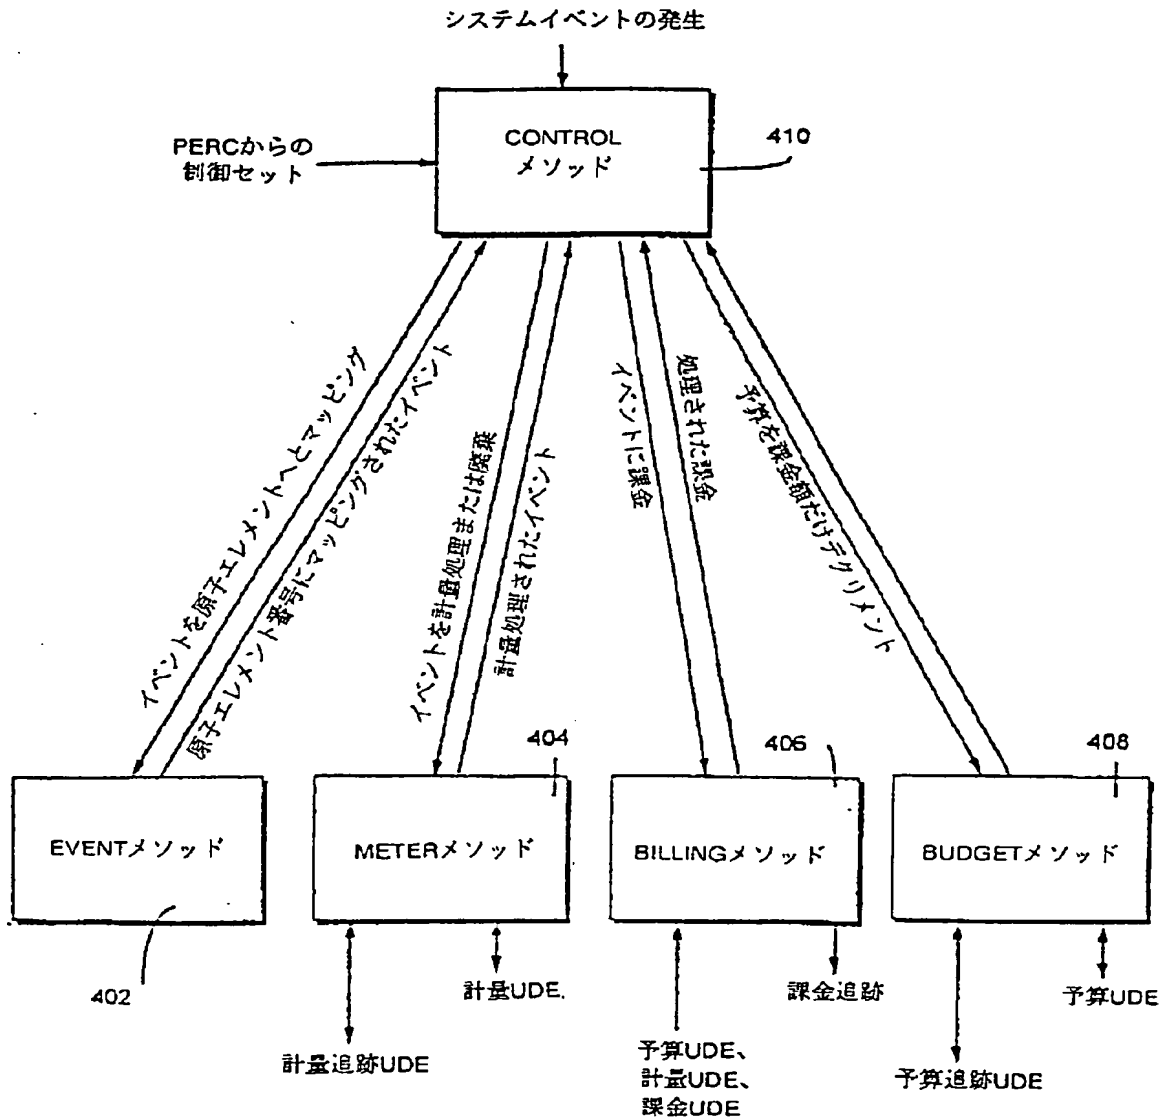 システムイベントの発生
CONTROL
メソッド
410
PERCからの
制御セット
イベントを原子エレメントへとマッピング
原子エレメント番号にマッピングされたイベント
イベントを計量処理または廃棄
計量処理されたイベント
イベントに課金
処理された課金
予算を課金額だけデクリメント
404
406
408
EVENTメソッド
METERメソッド
BILLINGメソッド
BUDGETメソッド
402
計量UDE.
課金追跡
予算UDE
計量追跡UDE
予算UDE、
計量UDE、
課金UDE
予算追跡UDE